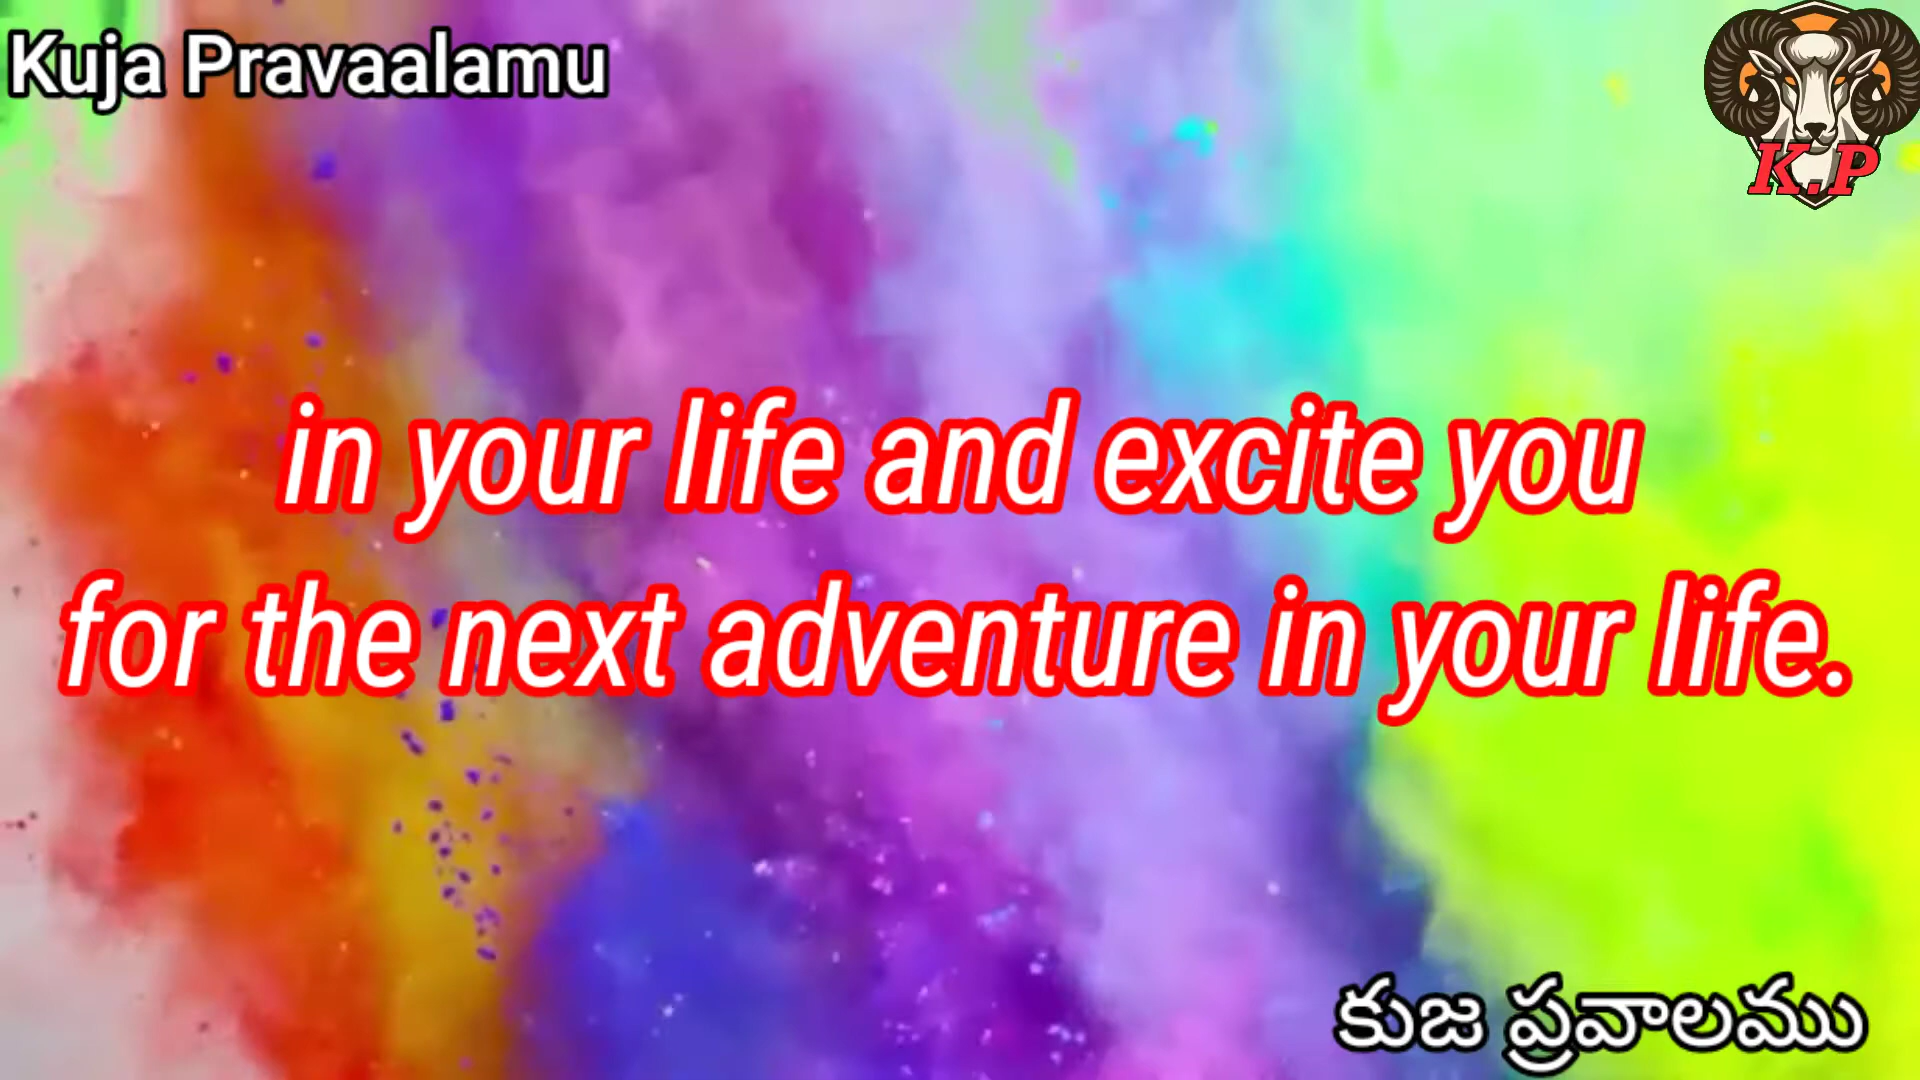 Kuja Pravaalamu
K.P
in your life and excite you
for the next adventure in your life.
కుజ ప్రవాలము